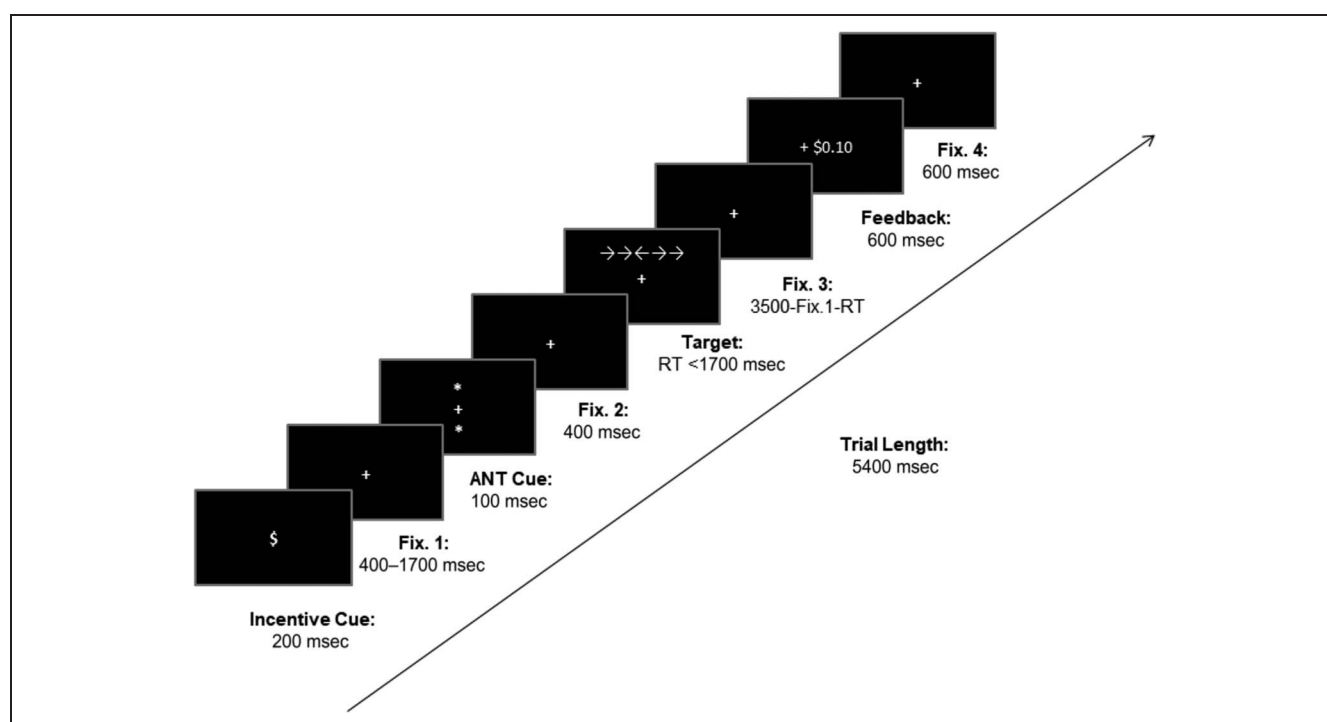 +
+ $0.10
Fix. 4:
600 msec
+
Feedback:
600 msec
→→←→→
+
Fix. 3:
3500-Fix.1-RT
+
Target:
RT <1700 msec
*
+
*
Fix. 2:
400 msec
Trial Length:
5400 msec
+
ANT Cue:
100 msec
$
Fix. 1:
400–1700 msec
Incentive Cue:
200 msec